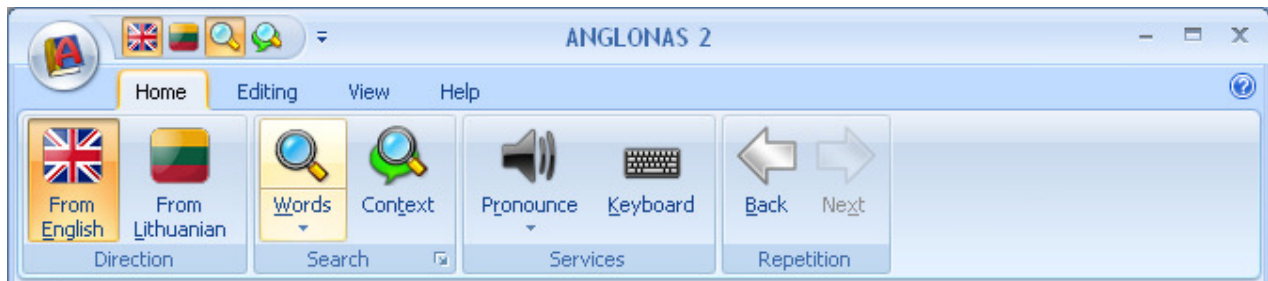 ANGLONAS 2
Home Editing View Help
From English
From Lithuanian
Words
Context
Pronounce
Keyboard
Back
Next
Direction Search Services Repetition